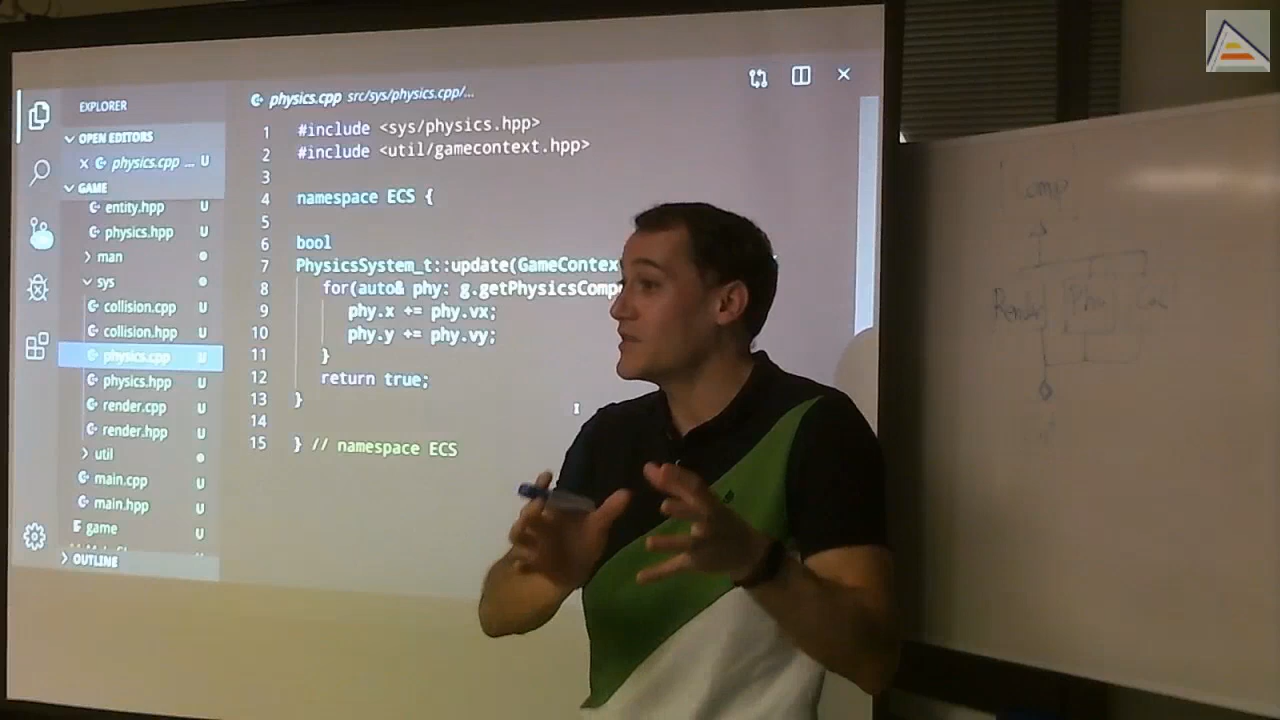 EXPLORER
OPEN EDITORS
physics.cpp ... U
GAME
entity.hpp U
physics.hpp U
man
sys
collision.cpp U
collision.hpp U
physics.cpp U
physics.hpp U
render.cpp U
render.hpp U
util
main.cpp U
main.hpp U
game U
OUTLINE
physics.cpp src/sys/physics.cpp/...
1 #include <sys/physics.hpp>
2 #include <util/gamecontext.hpp>
3
4 namespace ECS {
5
6 bool
7 PhysicsSystem_t::update(GameContex
8 for(auto& phy: g.getPhysicsComp
9 phy.x += phy.vx;
10 phy.y += phy.vy;
11 }
12 return true;
13 }
14
15 } // namespace ECS
Comp
Render Phy